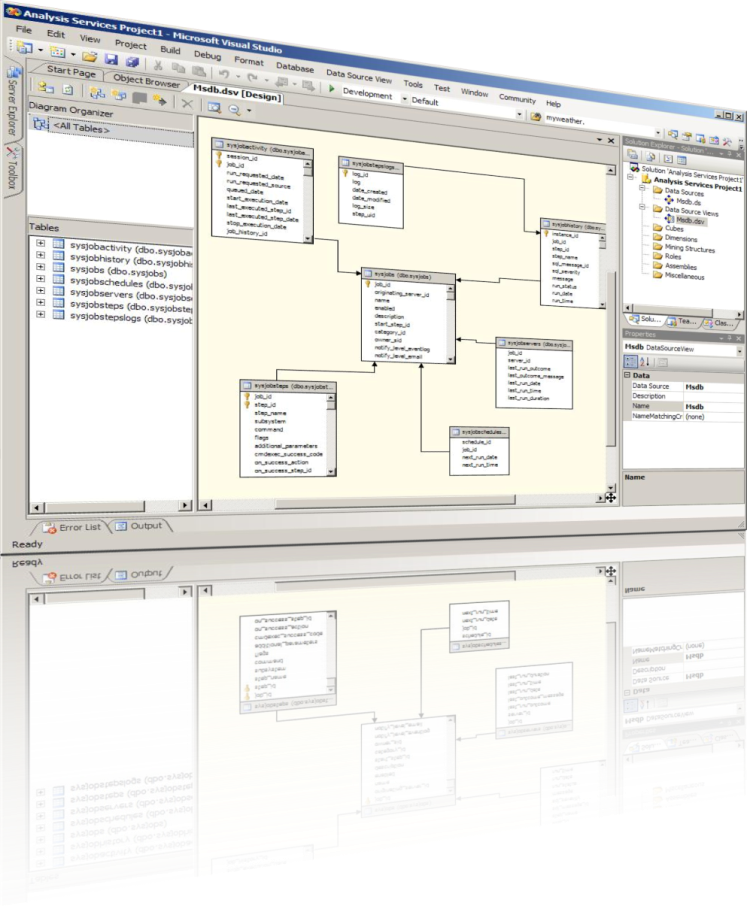 Analysis Services Project1 - Microsoft Visual Studio
File Edit View Project Build Debug Format Database Data Source View Tools Test Window Community Help
Development Default myweather.
Start Page Object Browser Msdb.dsv [Design]
Server Explorer
Toolbox
Diagram Organizer
<All Tables>
Tables
sysjobactivity (dbo.sysjobac
sysjobhistory (dbo.sysjobhis
sysjobs (dbo.sysjobs)
sysjobschedules (dbo.sysjol
sysjobservers (dbo.sysjobse
sysjobsteps (dbo.sysjobstep
sysjobstepslogs (dbo.sysjob
sysjobactivity (dbo.sysjoba...
session_id
job_id
run_requested_date
run_requested_source
queued_date
start_execution_date
last_executed_step_id
last_executed_step_date
stop_execution_date
job_history_id
sysjobstepslogs...
log_id
log
date_created
date_modified
log_size
step_uid
sysjobhistory (dbo.sy...
instance_id
job_id
step_id
step_name
sql_message_id
sql_severity
message
run_status
run_date
run_time
sysjobs (dbo.sysjobs)
job_id
originating_server_id
name
enabled
description
start_step_id
category_id
owner_sid
notify_level_eventlog
notify_level_email
sysjobservers (dbo.sysjo...
job_id
server_id
last_run_outcome
last_outcome_message
last_run_date
last_run_time
last_run_duration
sysjobsteps (dbo.sysjobst...
job_id
step_id
step_name
subsystem
command
flags
additional_parameters
cmdexec_success_code
on_success_action
on_success_step_id
sysjobschedules...
schedule_id
job_id
next_run_date
next_run_time
Solution Explorer - Solution
Solution 'Analysis Services Project1'
Analysis Services Project1
Data Sources
Msdb.ds
Data Source Views
Msdb.dsv
Cubes
Dimensions
Mining Structures
Roles
Assemblies
Miscellaneous
Solu... Tea... Clas...
Properties
Msdb DataSourceView
Data
Data Source Msdb
Description
Name Msdb
NameMatchingCr (none)
Name
Error List Output
Ready